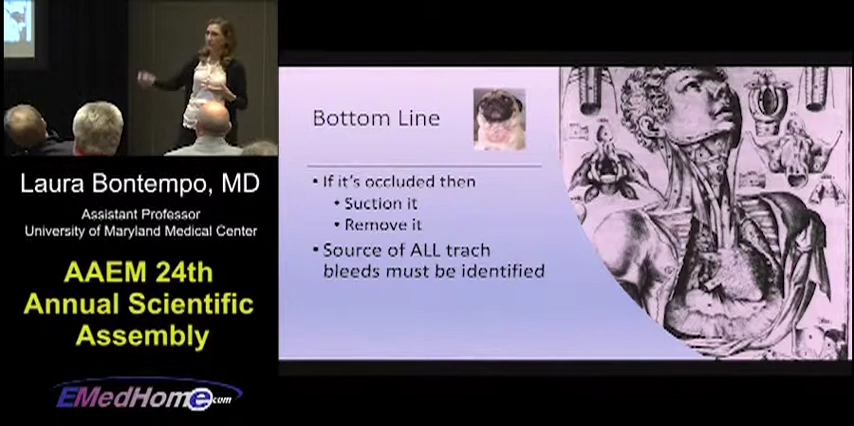 Laura Bontempo, MD
Assistant Professor
University of Maryland Medical Center
AAEM 24th
Annual Scientific
Assembly
EMedHome.com
Bottom Line
• If it's occluded then
• Suction it
• Remove it
• Source of ALL trach
bleeds must be identified